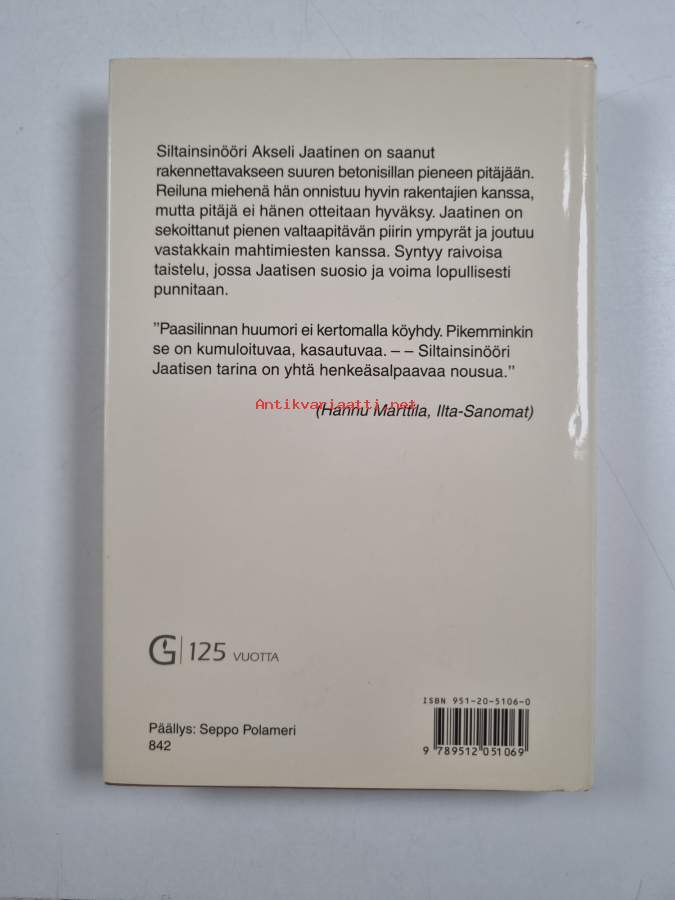 Siltainsinööri Akseli Jaatinen on saanut
rakennettavakseen suuren betonisillan pieneen pitäjään.
Reiluna miehenä hän onnistuu hyvin rakentajien kanssa,
mutta pitäjä ei hänen otteitaan hyväksy. Jaatinen on
sekoittanut pienen valtaapitävän piirin ympyrät ja joutuu
vastakkain mahtimiesten kanssa. Syntyy raivoisa
taistelu, jossa Jaatisen suosio ja voima lopullisesti
punnitaan.
”Paasilinnan huumori ei kertomalla köyhdy. Pikemminkin
se on kumuloituvaa, kasautuvaa. – – Siltainsinööri
Jaatisen tarina on yhtä henkeäsalpaavaa nousua.”
Antikvariaatti.net
(Hannu Marttila, Ilta-Sanomat)
G 125 VUOTTA
ISBN 951-20-5106-0
Päällys: Seppo Polameri
842
9 789512 051069